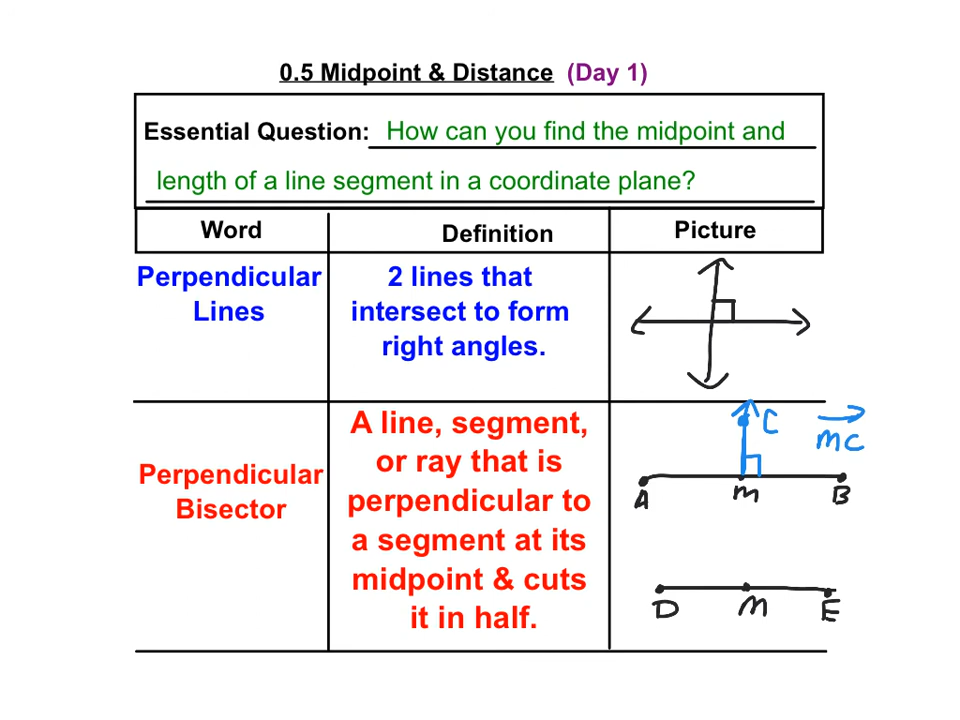 0.5 Midpoint & Distance (Day 1)
Essential Question: How can you find the midpoint and
length of a line segment in a coordinate plane?
Word Definition Picture
Perpendicular
Lines
2 lines that
intersect to form
right angles.
Perpendicular
Bisector
A line, segment,
or ray that is
perpendicular to
a segment at its
midpoint & cuts
it in half.
C MC
A m B
D M E